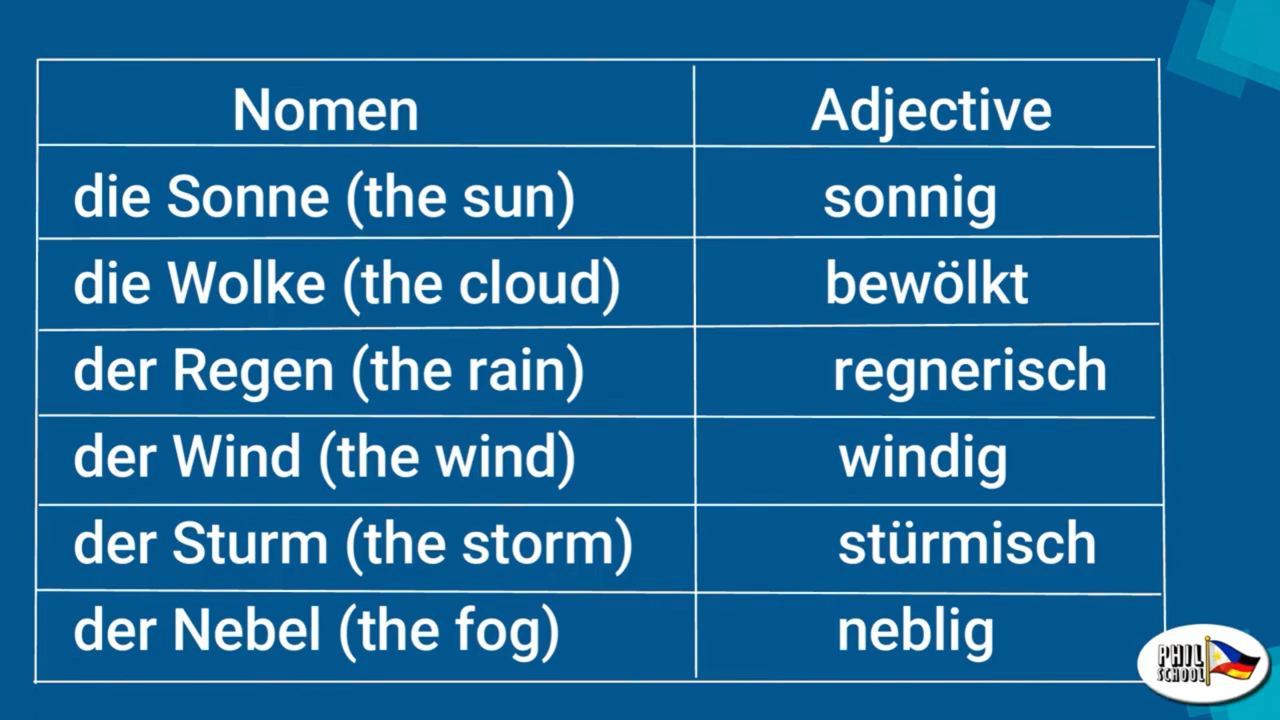 Nomen Adjective
die Sonne (the sun) sonnig
die Wolke (the cloud) bewölkt
der Regen (the rain) regnerisch
der Wind (the wind) windig
der Sturm (the storm) stürmisch
der Nebel (the fog) neblig
PHIL
SCHOOL